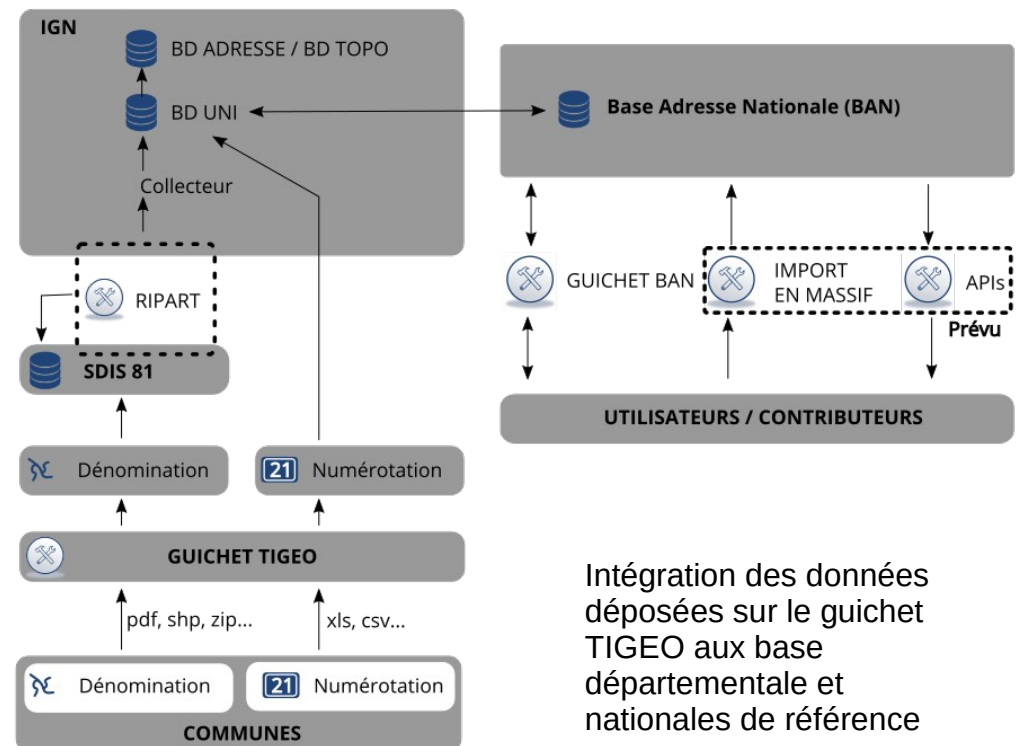 IGN
BD ADRESSE / BD TOPO
BD UNI
Collecteur
RIPART
SDIS 81
Dénomination
21 Numérotation
GUICHET TIGEO
pdf, shp, zip...
xls, csv...
Dénomination
21 Numérotation
COMMUNES
Base Adresse Nationale (BAN)
GUICHET BAN
IMPORT
EN MASSIF
APIs
Prévu
UTILISATEURS / CONTRIBUTEURS
Intégration des données
déposées sur le guichet
TIGEO aux base
départementale et
nationales de référence